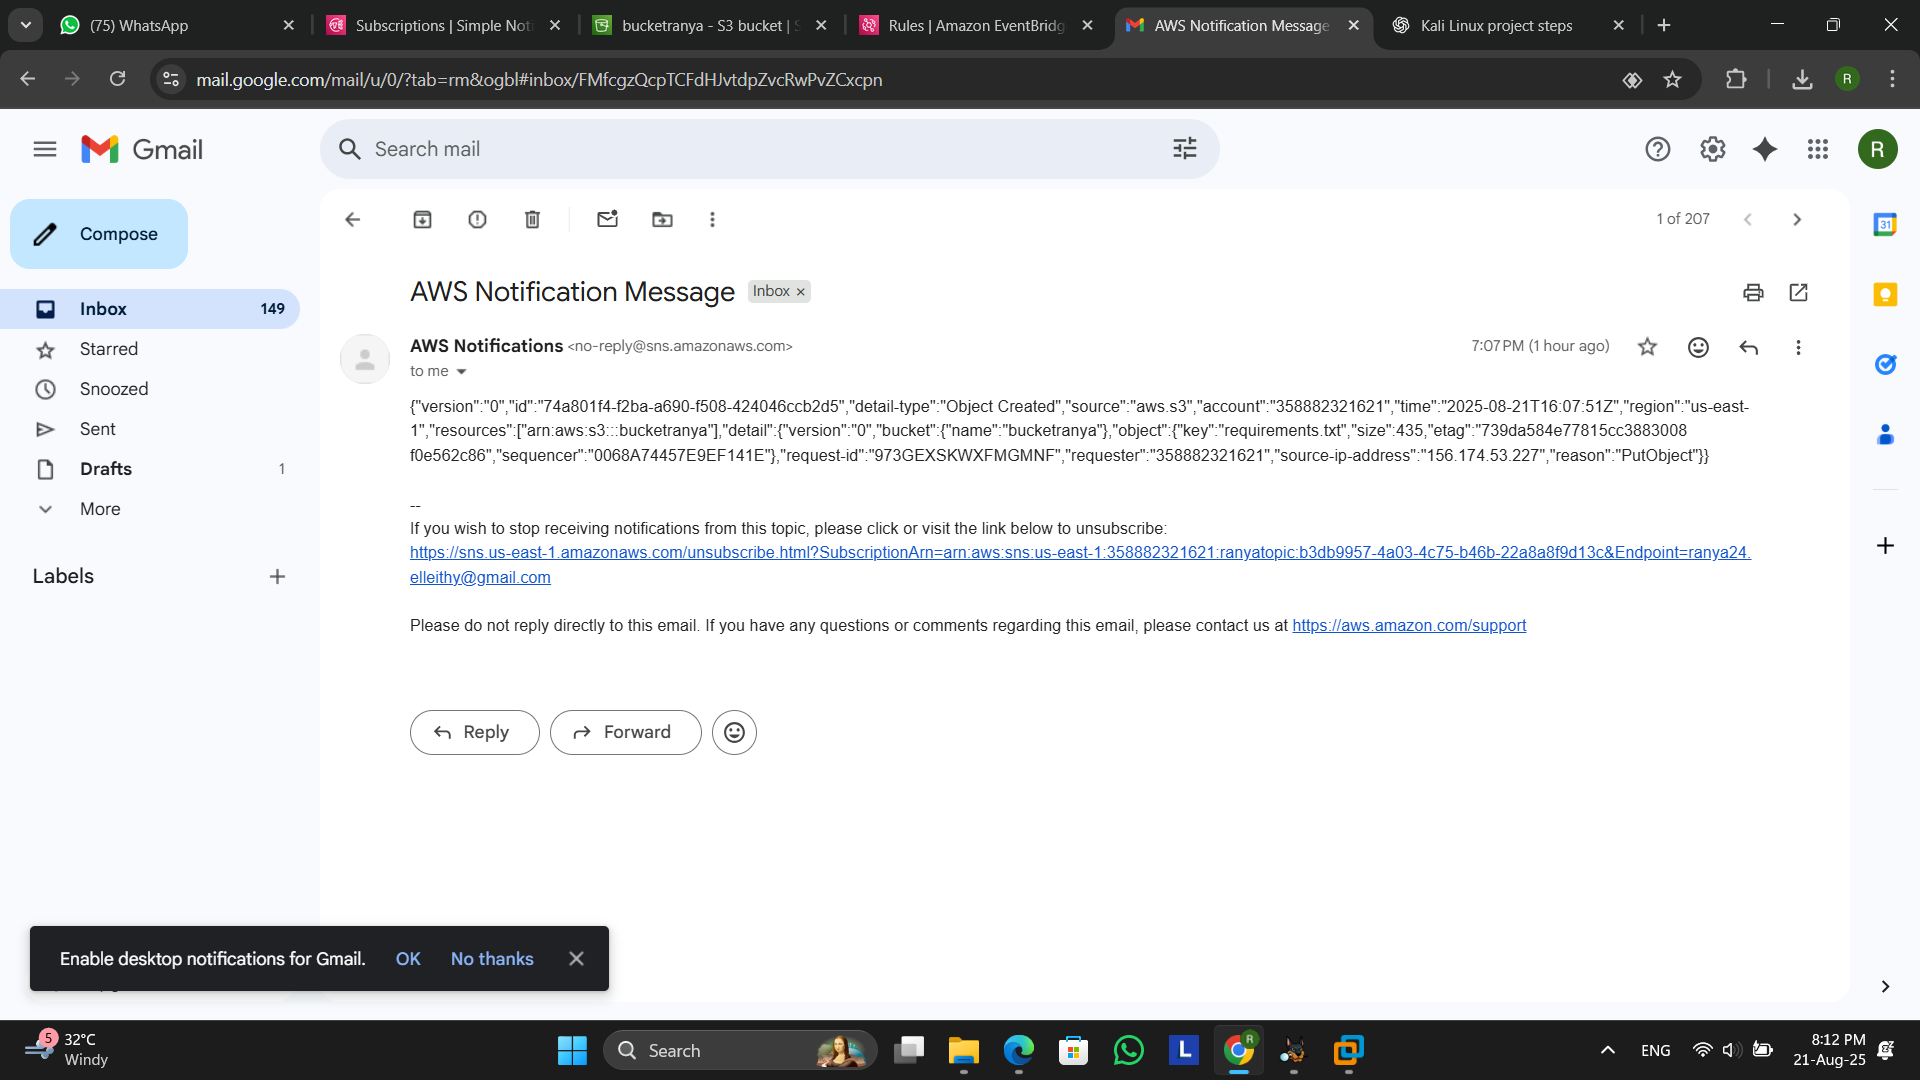 (75) WhatsApp
Subscriptions | Simple Noti
bucketranya - S3 bucket | S
Rules | Amazon EventBridg
AWS Notification Message
Kali Linux project steps
mail.google.com/mail/u/0/?tab=rm&ogbl#inbox/FMfcgzQcpTCFdHJvtdpZvcRwPvZCxcpn
R
Gmail
Search mail
R
Compose
1 of 207
31
AWS Notification Message
Inbox ×
Inbox 149
Starred
Snoozed
Sent
Drafts 1
More
Labels
AWS Notifications <no-reply@sns.amazonaws.com>
7:07 PM (1 hour ago)
to me
{"version":"0","id":"74a801f4-f2ba-a690-f508-424046ccb2d5","detail-type":"Object Created","source":"aws.s3","account":"358882321621","time":"2025-08-21T16:07:51Z","region":"us-east-
1","resources":["arn:aws:s3:::bucketranya"],"detail":{"version":"0","bucket":{"name":"bucketranya"},"object":{"key":"requirements.txt","size":435,"etag":"739da584e77815cc3883008
f0e562c86","sequencer":"0068A74457E9EF141E"},"request-id":"973GEXSKWXFMGMNF","requester":"358882321621","source-ip-address":"156.174.53.227","reason":"PutObject"}}
--
If you wish to stop receiving notifications from this topic, please click or visit the link below to unsubscribe:
https://sns.us-east-1.amazonaws.com/unsubscribe.html?SubscriptionArn=arn:aws:sns:us-east-1:358882321621:ranyatopic:b3db9957-4a03-4c75-b46b-22a8a8f9d13c&Endpoint=ranya24.
elleithy@gmail.com
Please do not reply directly to this email. If you have any questions or comments regarding this email, please contact us at https://aws.amazon.com/support
Reply
Forward
Enable desktop notifications for Gmail. OK No thanks
5
32°C
Windy
Search
L
R
ENG
8:12 PM
21-Aug-25